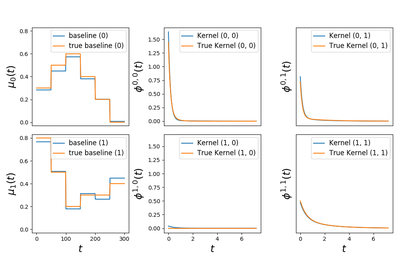 0.8
0.6
0.4
0.2
0.0
μ₀(t)
baseline (0)
true baseline (0)
1.50
1.25
1.00
0.75
0.50
0.25
0.00
ϕ⁰,⁰(t)
Kernel (0, 0)
True Kernel (0, 0)
ϕ⁰,¹(t)
Kernel (0, 1)
True Kernel (0, 1)
0.8
0.6
0.4
0.2
0.0
μ₁(t)
baseline (1)
true baseline (1)
0 100 200 300
t
1.50
1.25
1.00
0.75
0.50
0.25
0.00
ϕ¹,⁰(t)
Kernel (1, 0)
True Kernel (1, 0)
0 2 4 6
t
ϕ¹,¹(t)
Kernel (1, 1)
True Kernel (1, 1)
0 2 4 6
t